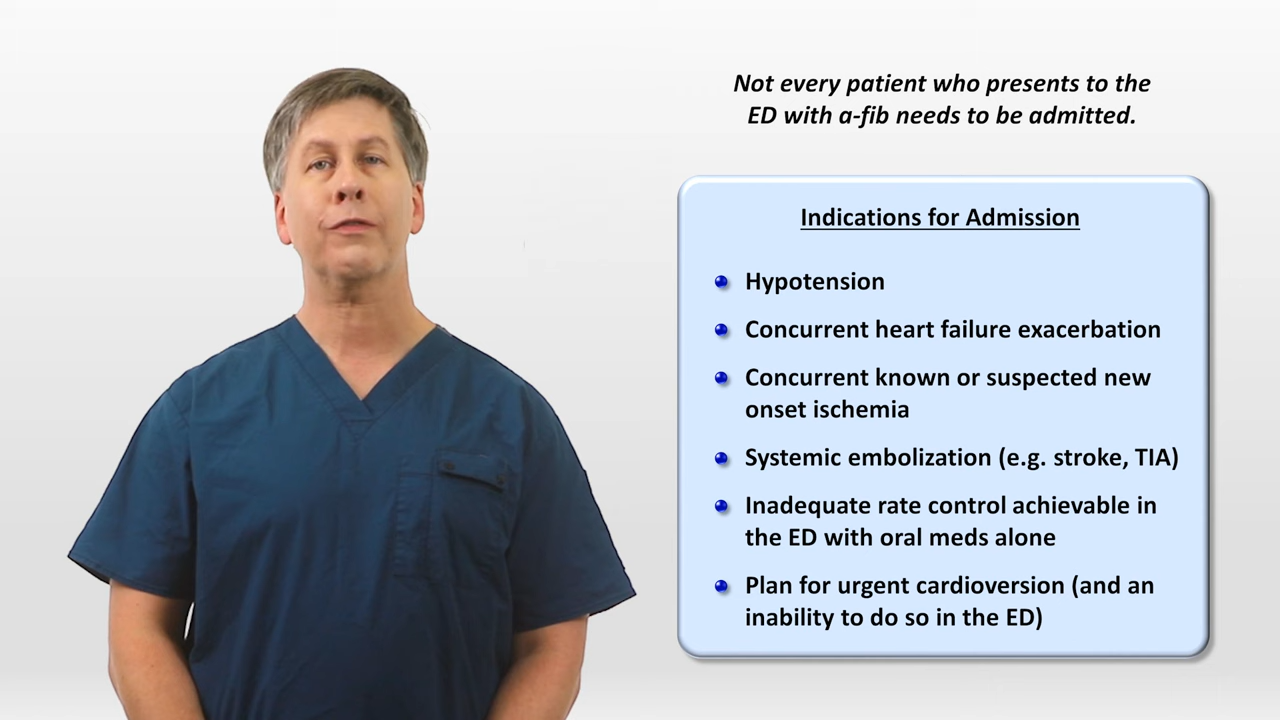 Not every patient who presents to the
ED with a-fib needs to be admitted.
Indications for Admission
Hypotension
Concurrent heart failure exacerbation
Concurrent known or suspected new
onset ischemia
Systemic embolization (e.g. stroke, TIA)
Inadequate rate control achievable in
the ED with oral meds alone
Plan for urgent cardioversion (and an
inability to do so in the ED)